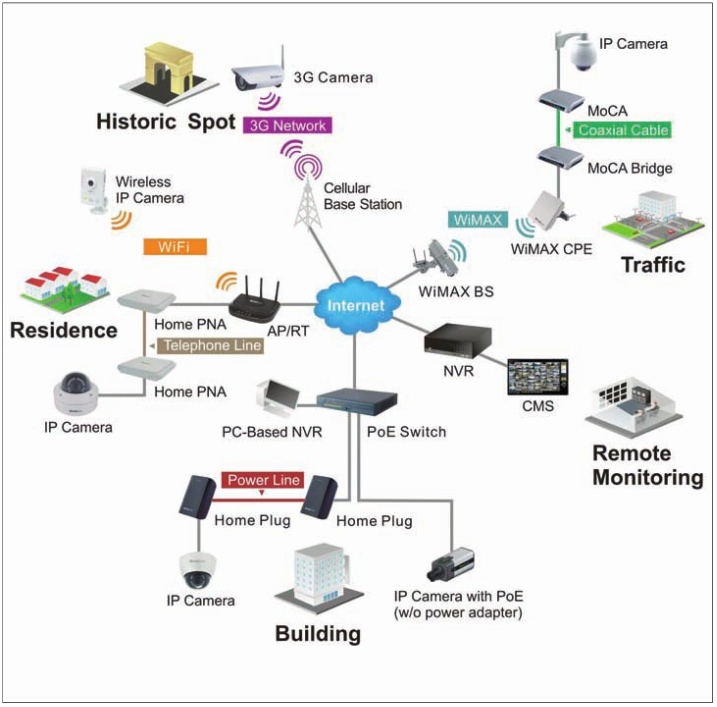 IP Camera
3G Camera
MoCA
Historic Spot
3G Network
Coaxial Cable
MoCA Bridge
Wireless
IP Camera
Cellular
Base Station
WiMAX
WiFi
WiMAX CPE
Traffic
WiMAX BS
Internet
Residence
Home PNA
AP/RT
Telephone Line
NVR
Home PNA
CMS
IP Camera
PC-Based NVR
PoE Switch
Remote
Monitoring
Power Line
Home Plug
Home Plug
IP Camera
IP Camera with PoE
(w/o power adapter)
Building